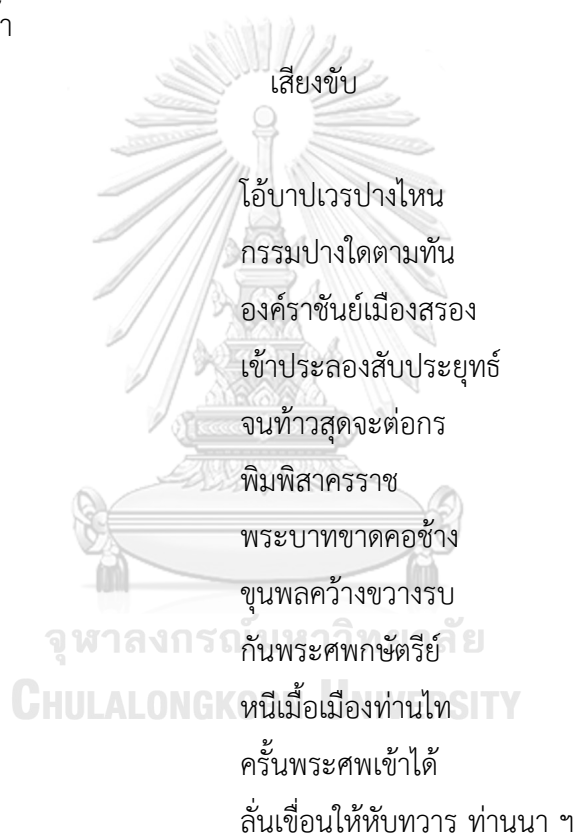 เสียงขับ
โอ้บาปเวรปางไหน
กรรมปางใดตามทัน
องค์ราชันย์เมืองสรอง
เข้าประลองสับประยุทธ์
จนท้าวสุดจะต่อกร
พิมพิสาครราช
พระบาทขาดคอช้าง
ขุนพลคว้างขวางรบ
กันพระศพกษัตรีย์
หนีเมื้อเมืองท่านไท
ครั้นพระศพเข้าได้
ลั่นเขื่อนให้หับทวาร ท่านนา ฯ
จุฬาลงกรณ์มหาวิทยาลัย
CHULALONGKORN UNIVERSITY